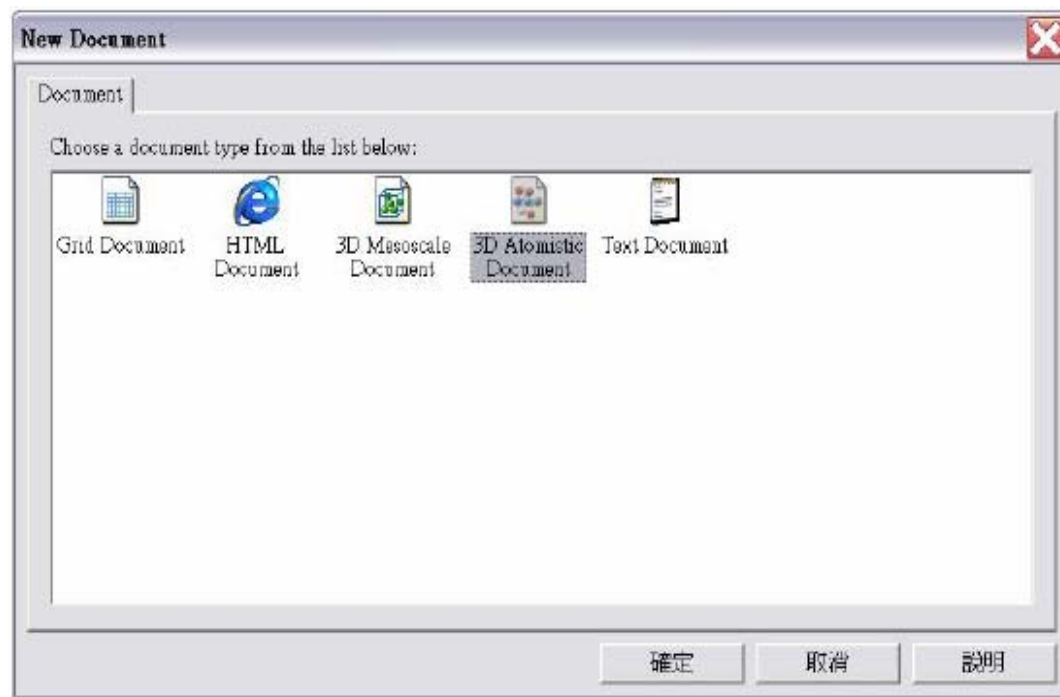 New Document
Document
Choose a document type from the list below:
Grid Document
HTML
Document
3D Mesoscale
Document
3D Atomistic
Document
Text Document
確定
取消
說明